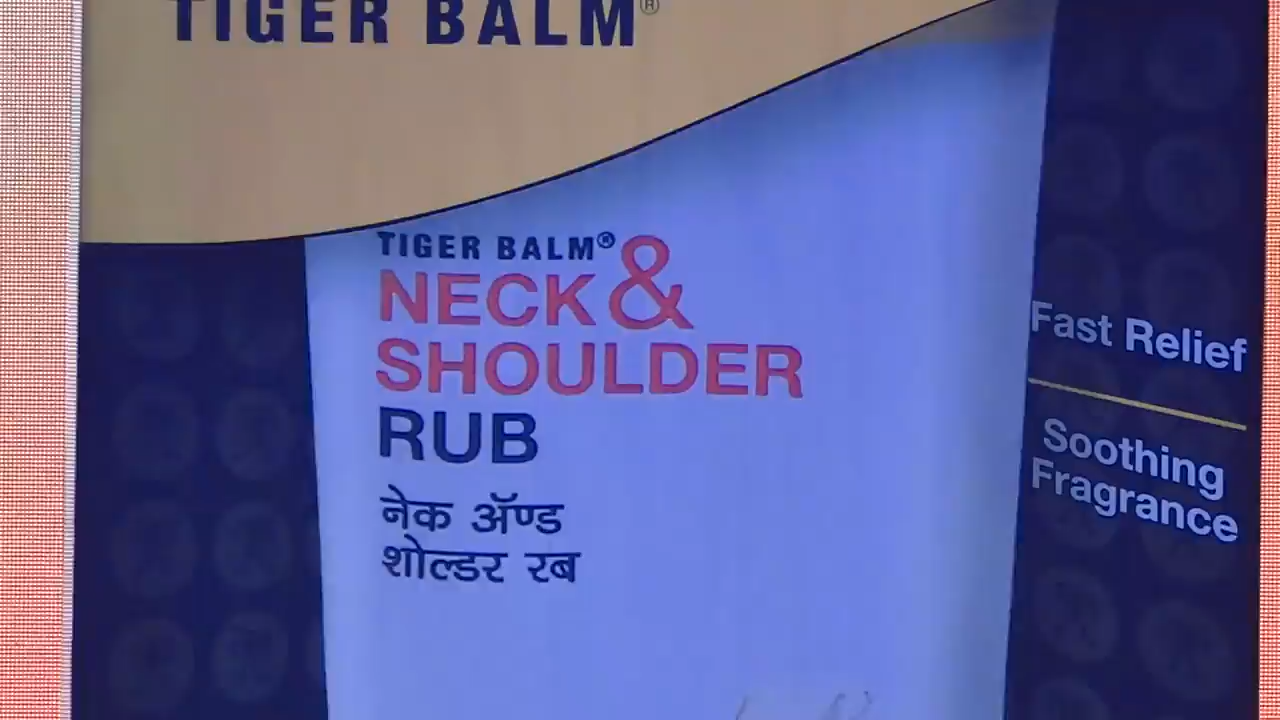 TIGER BALM®
TIGER BALM®
NECK &
SHOULDER
RUB
नेक ॲण्ड
शोल्डर रब
Fast Relief
Soothing
Fragrance